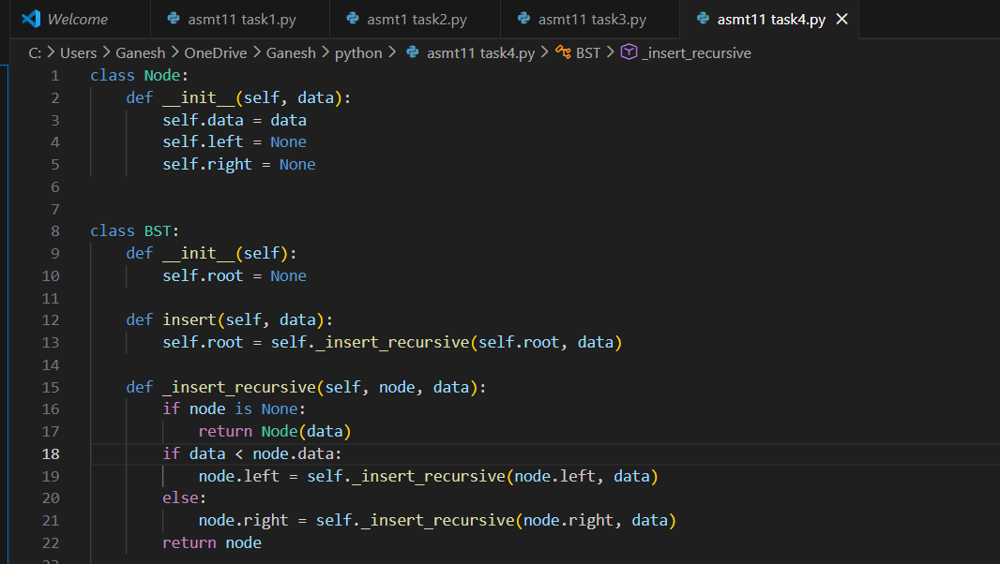 Welcome asmt11 task1.py asmt1 task2.py asmt11 task3.py asmt11 task4.py
C: > Users > Ganesh > OneDrive > Ganesh > python > asmt11 task4.py > BST > _insert_recursive
1 class Node:
2     def __init__(self, data):
3         self.data = data
4         self.left = None
5         self.right = None
6
7
8 class BST:
9     def __init__(self):
10         self.root = None
11
12     def insert(self, data):
13         self.root = self._insert_recursive(self.root, data)
14
15     def _insert_recursive(self, node, data):
16         if node is None:
17             return Node(data)
18         if data < node.data:
19             node.left = self._insert_recursive(node.left, data)
20         else:
21             node.right = self._insert_recursive(node.right, data)
22         return node